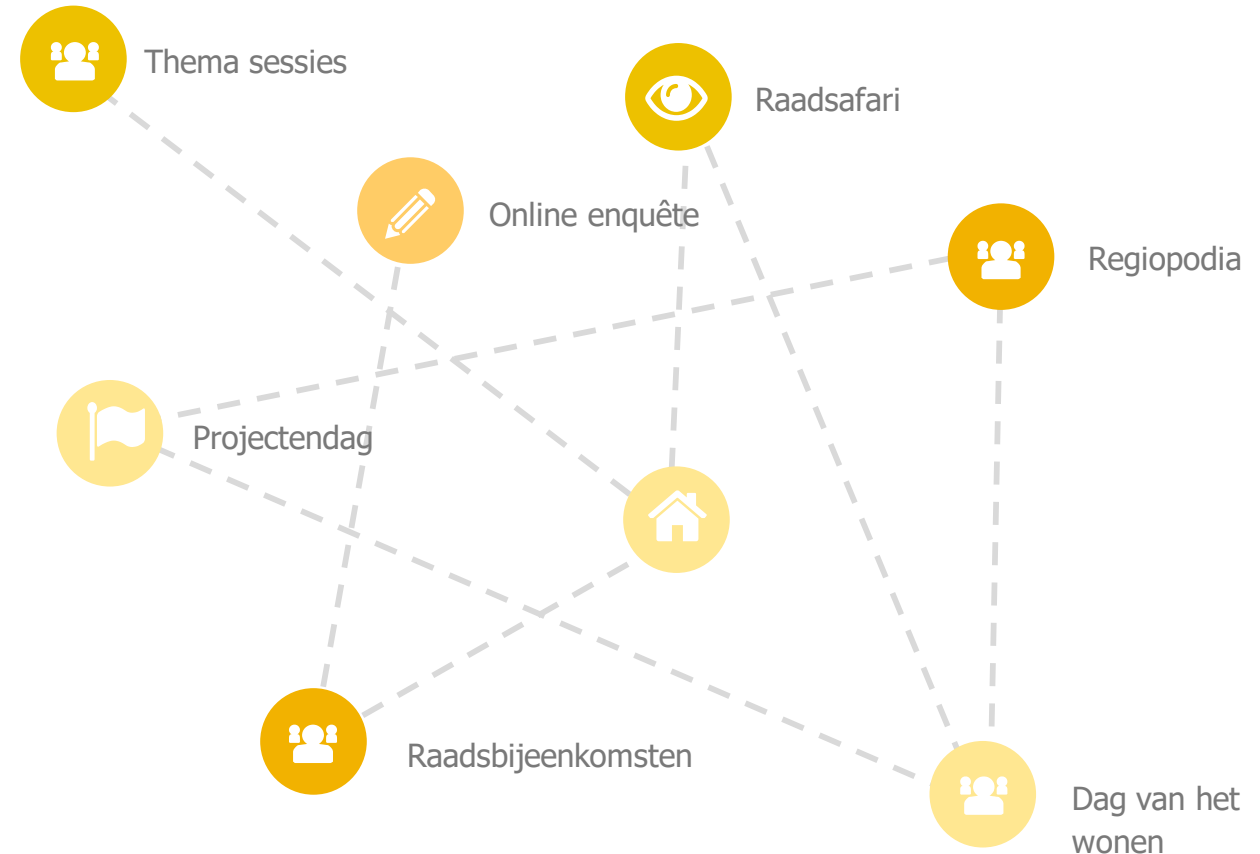 Thema sessies
Raadsafari
Online enquête
Regiopodia
Projectendag
Raadsbijeenkomsten
Dag van het
wonen